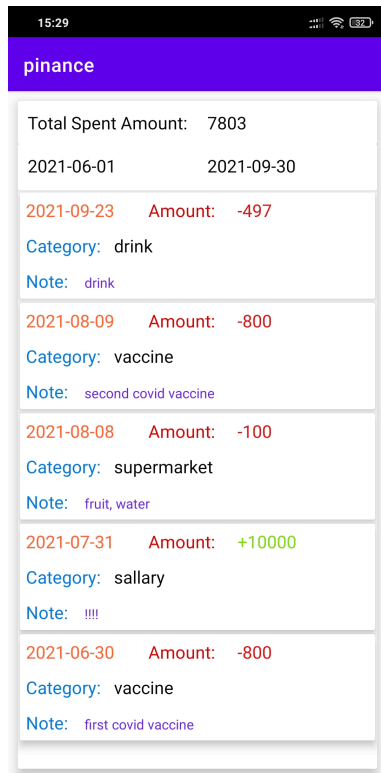 15:29
32
pinance
Total Spent Amount: 7803
2021-06-01 2021-09-30
2021-09-23 Amount: -497
Category: drink
Note: drink
2021-08-09 Amount: -800
Category: vaccine
Note: second covid vaccine
2021-08-08 Amount: -100
Category: supermarket
Note: fruit, water
2021-07-31 Amount: +10000
Category: sallary
Note: !!!!
2021-06-30 Amount: -800
Category: vaccine
Note: first covid vaccine